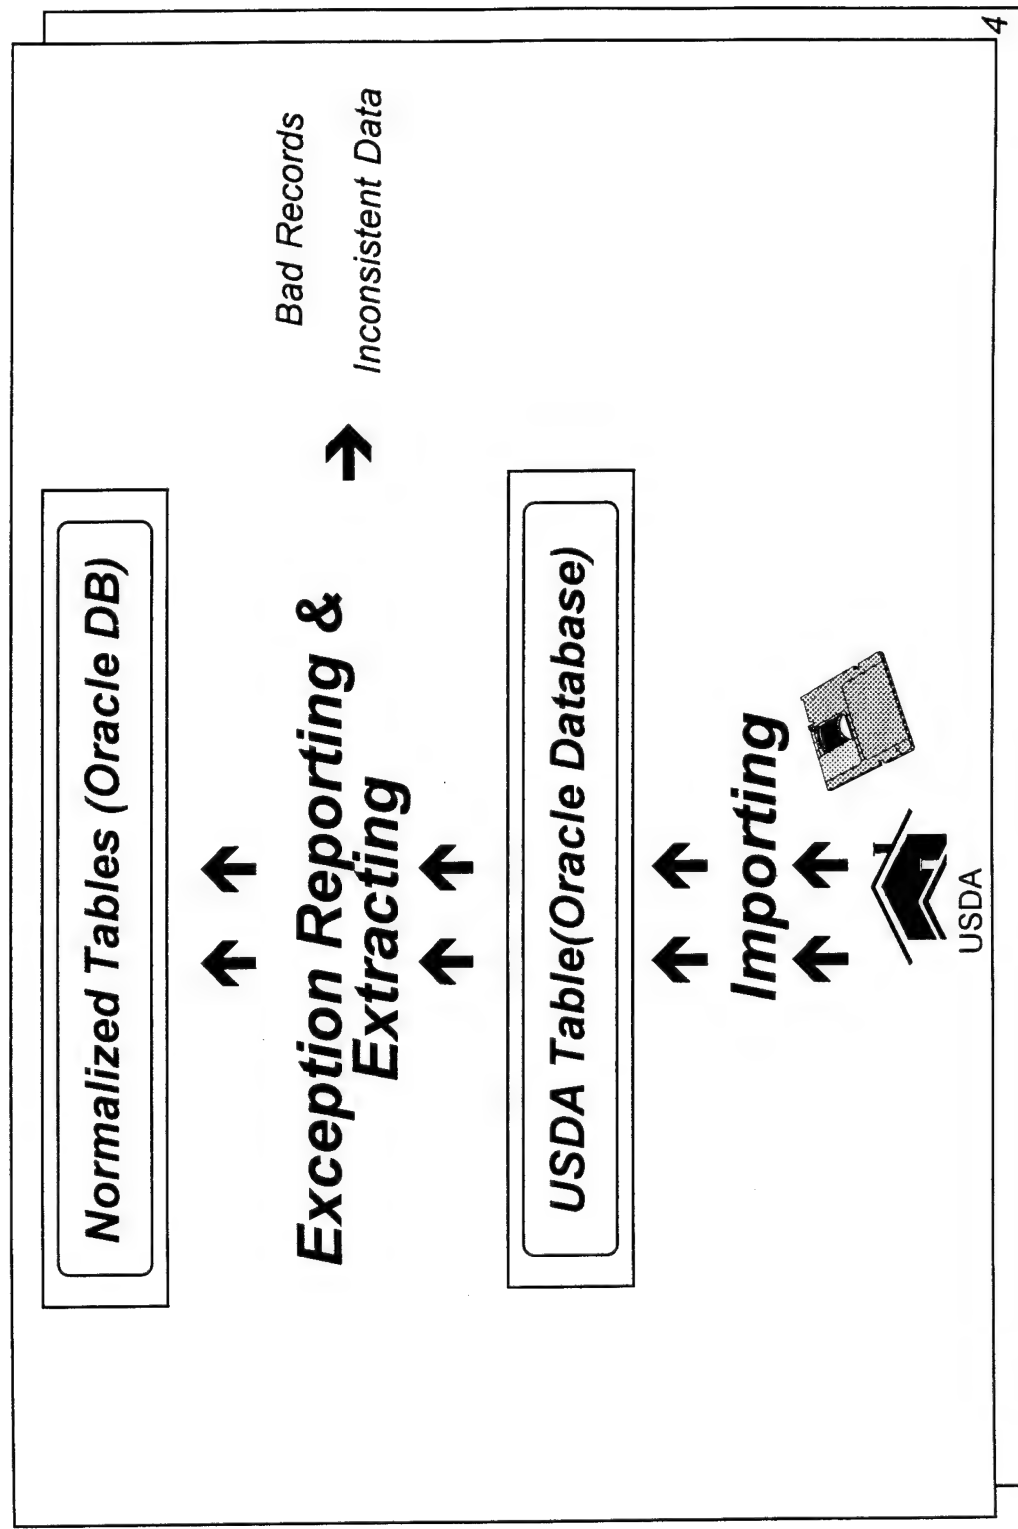 Normalized Tables (Oracle DB)
Exception Reporting &
Extracting
Bad Records
Inconsistent Data
USDA Table(Oracle Database)
Importing
USDA
4